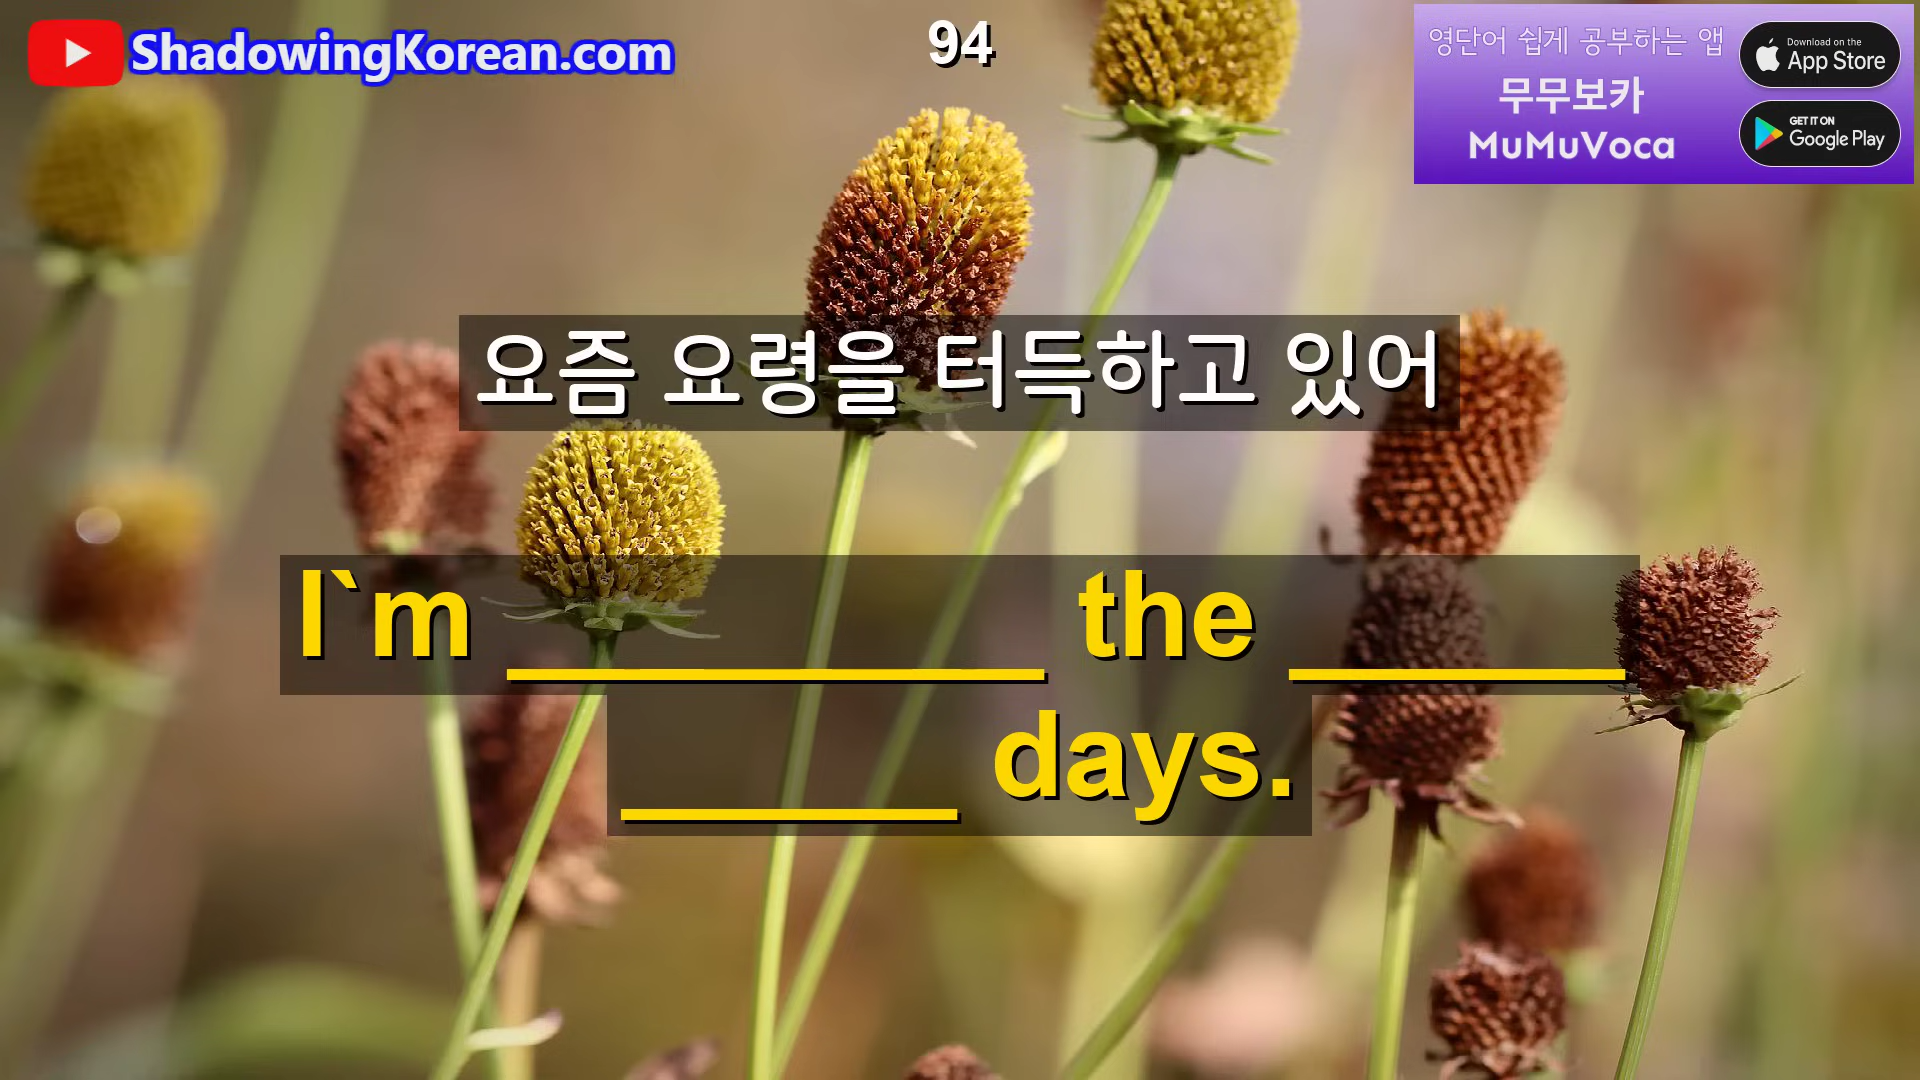 ShadowingKorean.com
94
영단어 쉽게 공부하는 앱
무무보카
MuMuVoca
Download on the
App Store
GET IT ON
Google Play
요즘 요령을 터득하고 있어
I`m ________ the _____
_____ days.